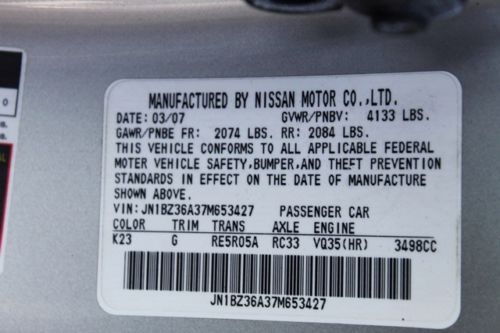 MANUFACTURED BY NISSAN MOTOR CO.,LTD.
DATE: 03/07 GVWR/PNBV: 4133 LBS.
GAWR/PNBE FR: 2074 LBS. RR: 2084 LBS.
THIS VEHICLE CONFORMS TO ALL APPLICABLE FEDERAL
MOTER VEHICLE SAFETY,BUMPER,AND THEFT PREVENTION
STANDARDS IN EFFECT ON THE DATE OF MANUFACTURE
SHOWN ABOVE.
VIN: JN1BZ36A37M653427 PASSENGER CAR
COLOR TRIM TRANS AXLE ENGINE
K23 G RE5R05A RC33 VQ35(HR) 3498CC
JN1BZ36A37M653427